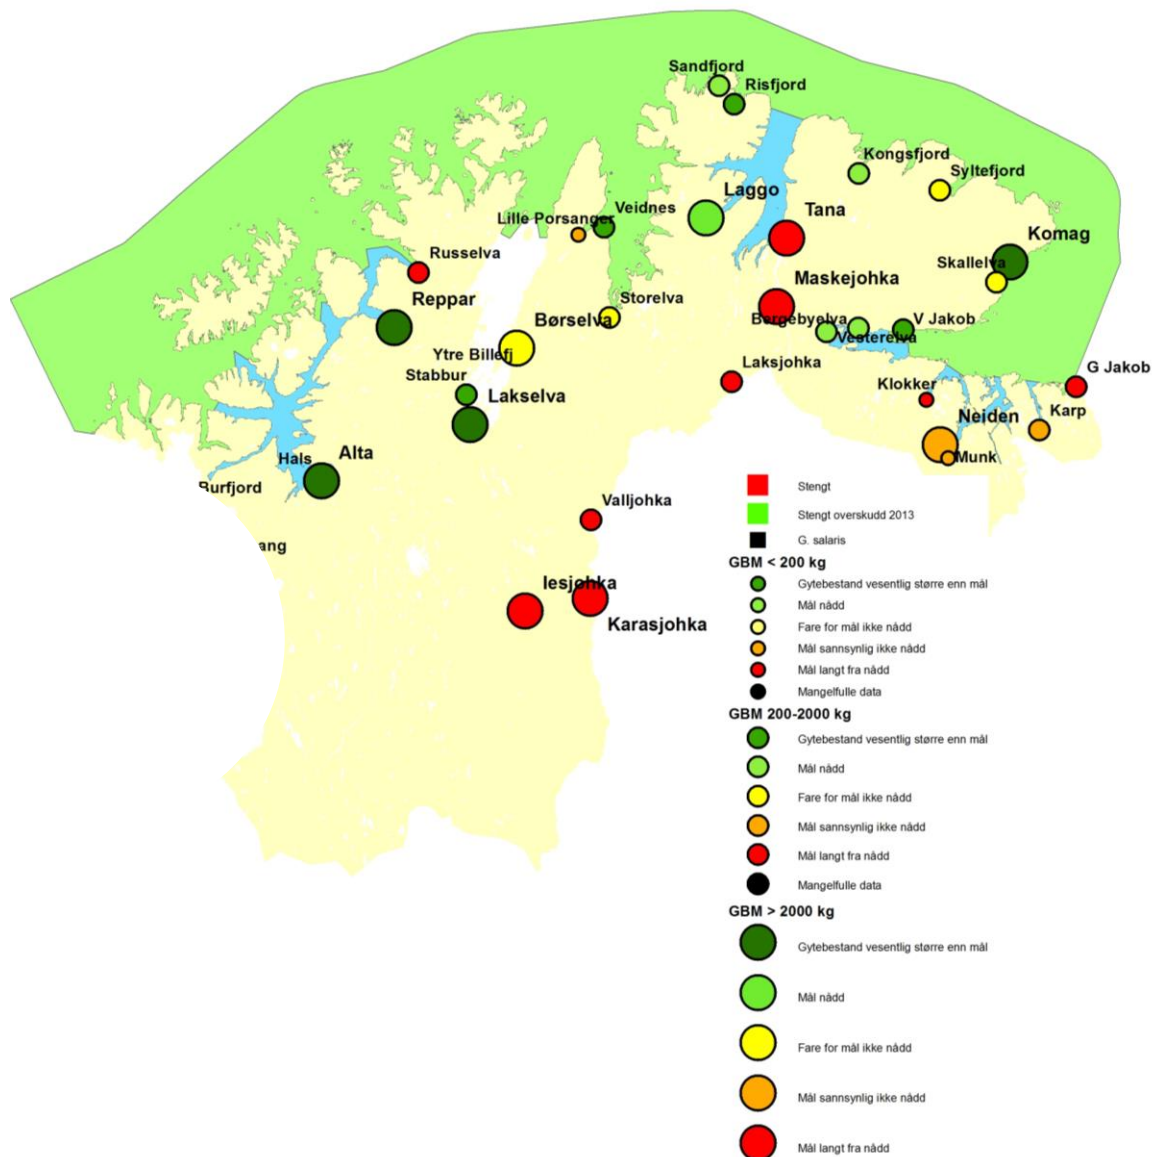 Sandfjord
Risfjord
Kongsfjord
Syltefjord
Laggo
Tana
Veidnes
Lille Porsanger
Komag
Skallelva
Russelva
Reppar
Maskejohka
Storelva
Børselva
Bergebyelva
V Jakob
Vesterelva
Ytre Billefj
Stabbur
Laksjohka
G Jakob
Klokker
Lakselva
Karp
Neiden
Munk
Alta
Hals
Burfjord
Valljohka
ang
Iesjohka
Karasjohka
Stengt
Stengt overskudd 2013
G. salaris
GBM < 200 kg
Gytebestand vesentlig større enn mål
Mål nådd
Fare for mål ikke nådd
Mål sannsynlig ikke nådd
Mål langt fra nådd
Mangelfulle data
GBM 200-2000 kg
Gytebestand vesentlig større enn mål
Mål nådd
Fare for mål ikke nådd
Mål sannsynlig ikke nådd
Mål langt fra nådd
Mangelfulle data
GBM > 2000 kg
Gytebestand vesentlig større enn mål
Mål nådd
Fare for mål ikke nådd
Mål sannsynlig ikke nådd
Mål langt fra nådd